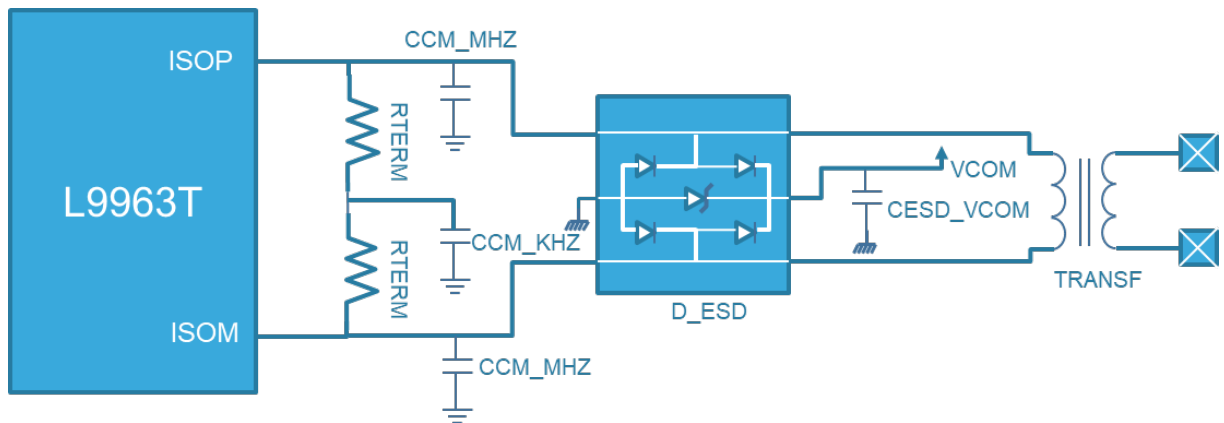 CCM_MHZ
ISOP
RTERM
L9963T
VCOM
CESD_VCOM
CCM_KHZ
RTERM
TRANSF
D_ESD
ISOM
CCM_MHZ